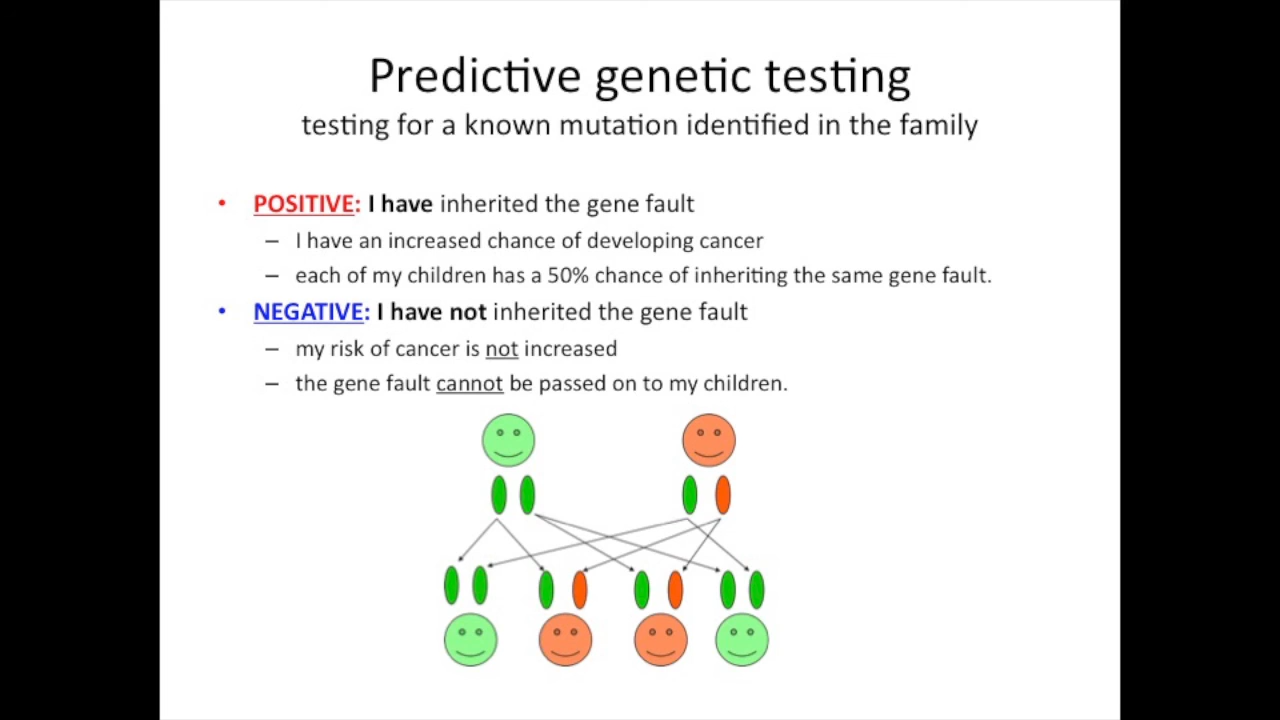 Predictive genetic testing
testing for a known mutation identified in the family
• POSITIVE: I have inherited the gene fault
– I have an increased chance of developing cancer
– each of my children has a 50% chance of inheriting the same gene fault.
• NEGATIVE: I have not inherited the gene fault
– my risk of cancer is not increased
– the gene fault cannot be passed on to my children.